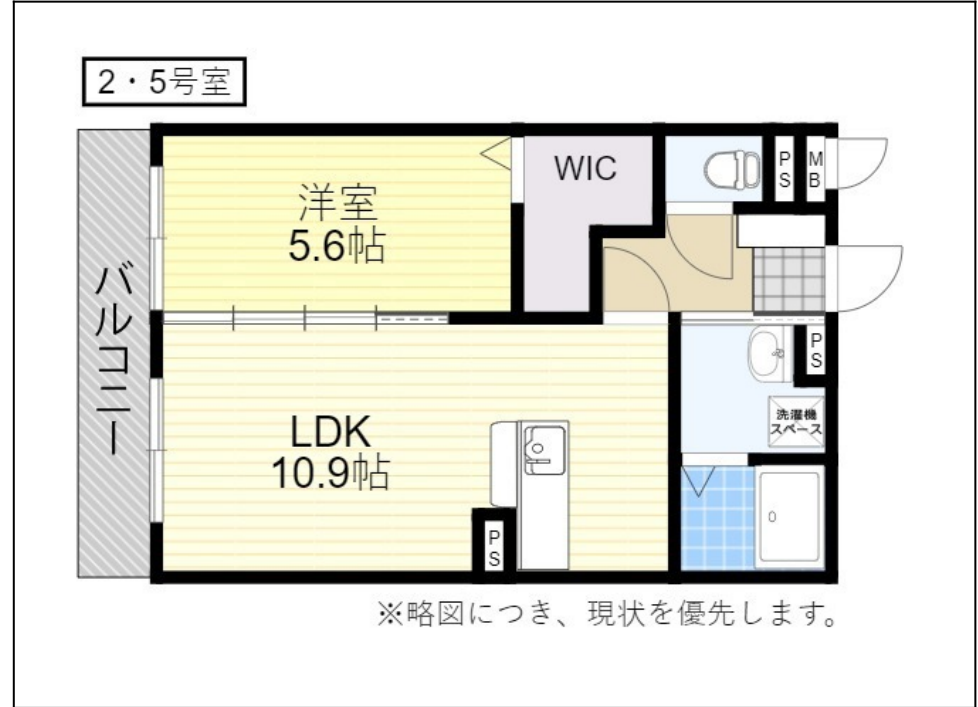 2・5号室
WIC
PS
MB
洋室
5.6帖
バルコニー
PS
洗濯機
スペース
LDK
10.9帖
PS
※略図につき、現状を優先します。